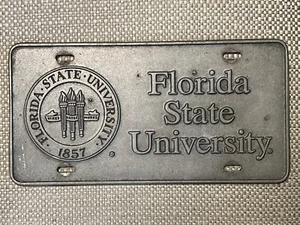 FLORIDA · STATE · UNIVERSITY ·
1857
Florida
State
University